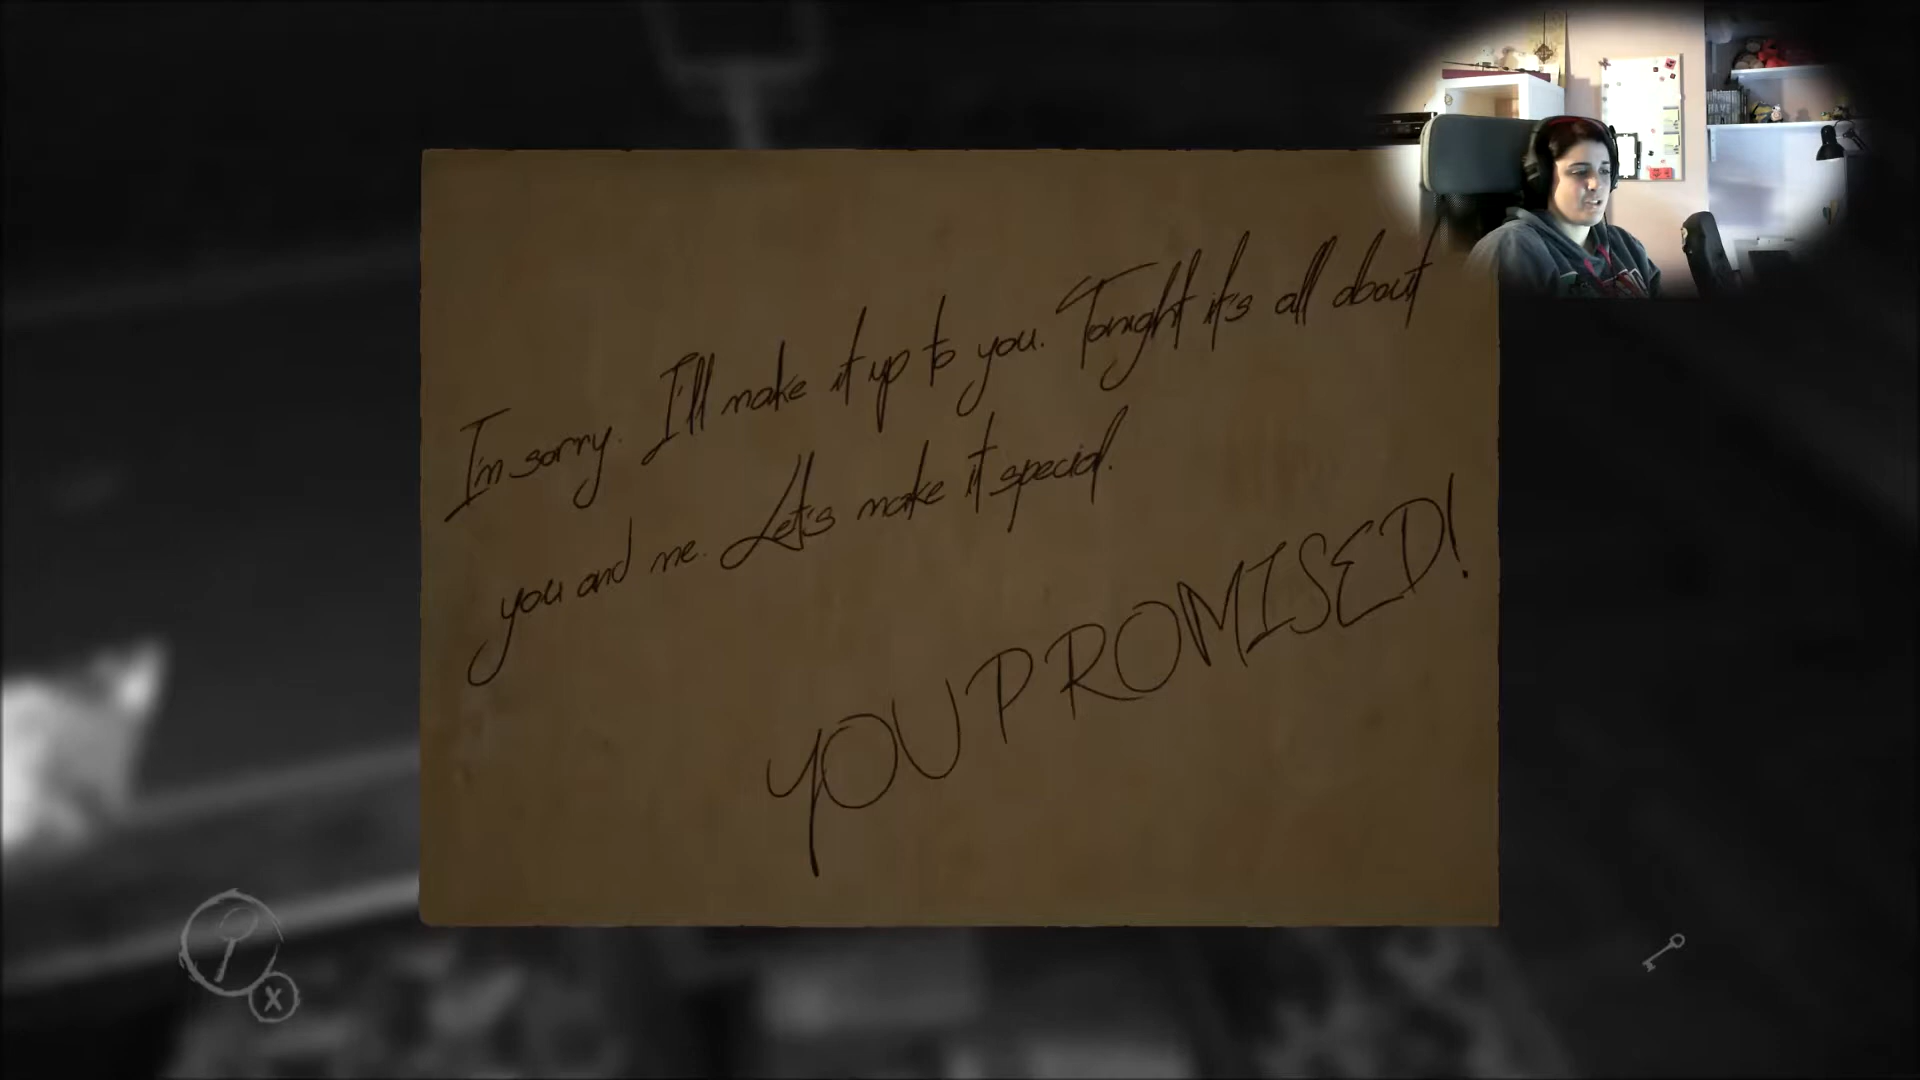 I'm sorry. I'll make it up to you. Tonight it's all about
you and me. Let's make it special.
YOU PROMISED!
X